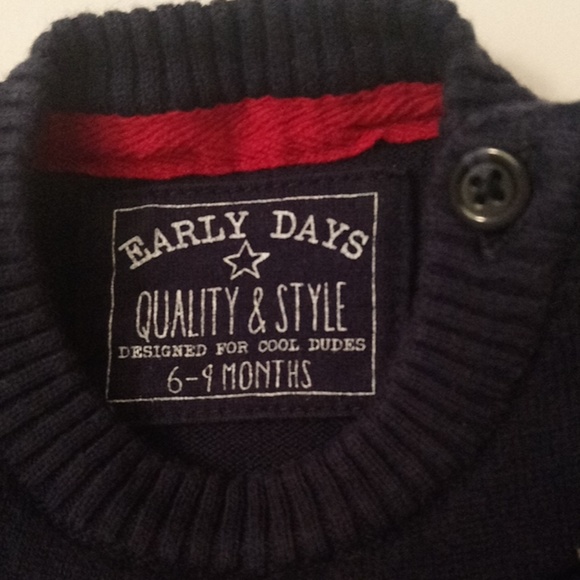 EARLY DAYS
QUALITY & STYLE
DESIGNED FOR COOL DUDES
6-9 MONTHS